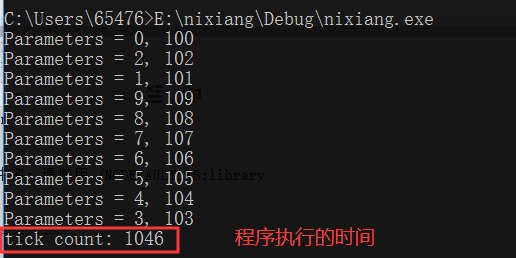 C:\Users\65476>E:\nixiang\Debug\nixiang.exe
Parameters = 0, 100
Parameters = 2, 102
Parameters = 1, 101
Parameters = 9, 109
Parameters = 8, 108
Parameters = 7, 107
Parameters = 6, 106
:library
Parameters = 5, 105
Parameters = 4, 104
Parameters = 3, 103
tick count: 1046
程序执行的时间